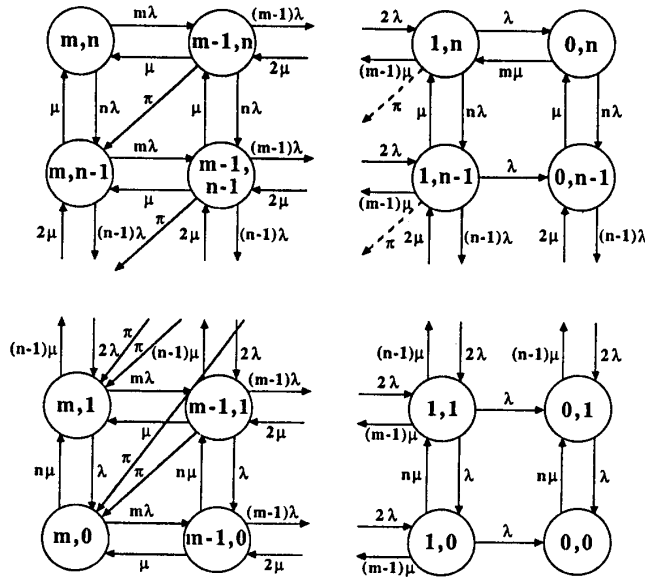 mλ (m-1)λ 2λ λ
m,n m-1,n 1,n 0,n
μ 2μ (m-1)μ mμ
π π
μ nλ μ nλ μ nλ μ nλ
mλ (m-1)λ 2λ λ
m,n-1 m-1, n-1 1,n-1 0,n-1
μ 2μ (m-1)μ
π π
2μ (n-1)λ 2μ (n-1)λ 2μ (n-1)λ 2μ (n-1)λ
(n-1)μ 2λ π π (n-1)μ 2λ (n-1)μ 2λ (n-1)μ 2λ
mλ (m-1)λ 2λ λ
m,1 m-1,1 1,1 0,1
μ 2μ (m-1)μ
π π
nμ λ nμ λ nμ λ nμ λ
mλ (m-1)λ 2λ λ
m,0 m-1,0 1,0 0,0
μ 2μ (m-1)μ